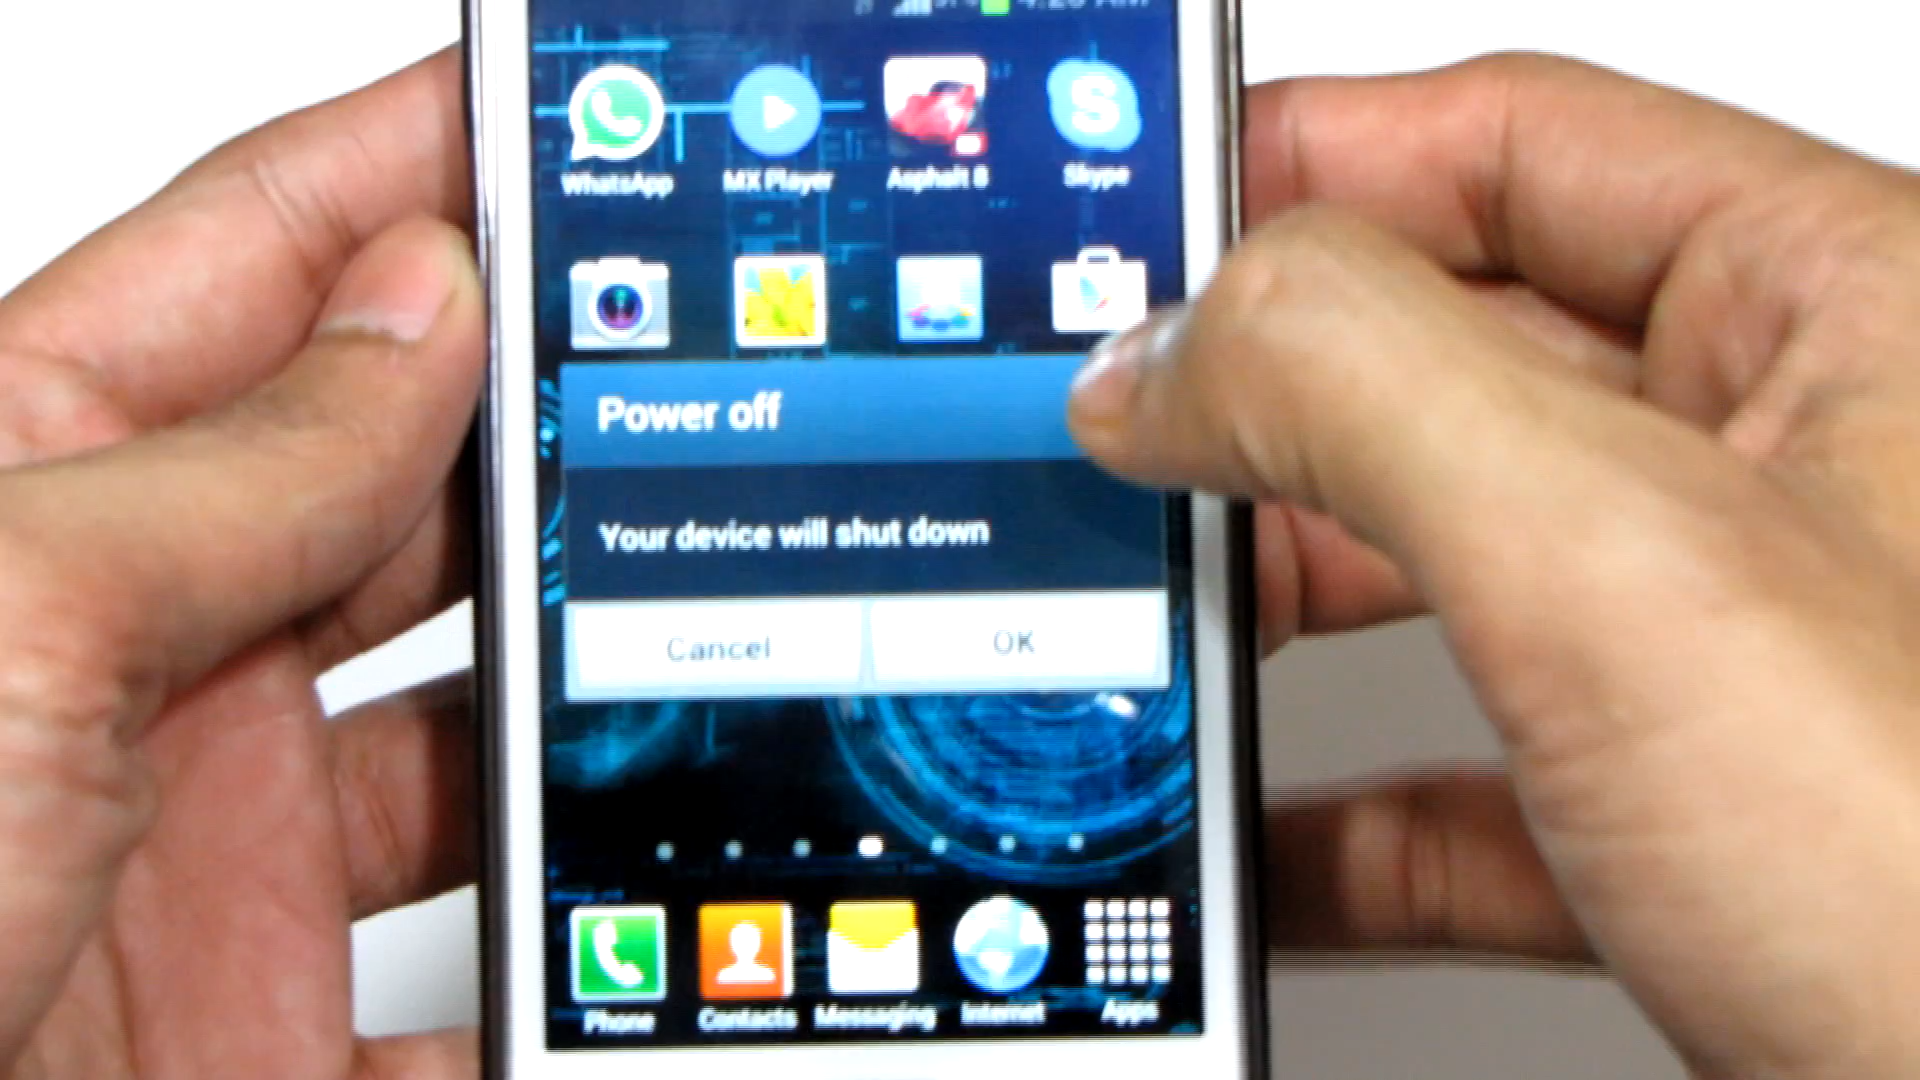 WhatsApp MX Player Asphalt 8 Skype
Power off
Your device will shut down
Cancel OK
Phone Contacts Messaging Internet Apps